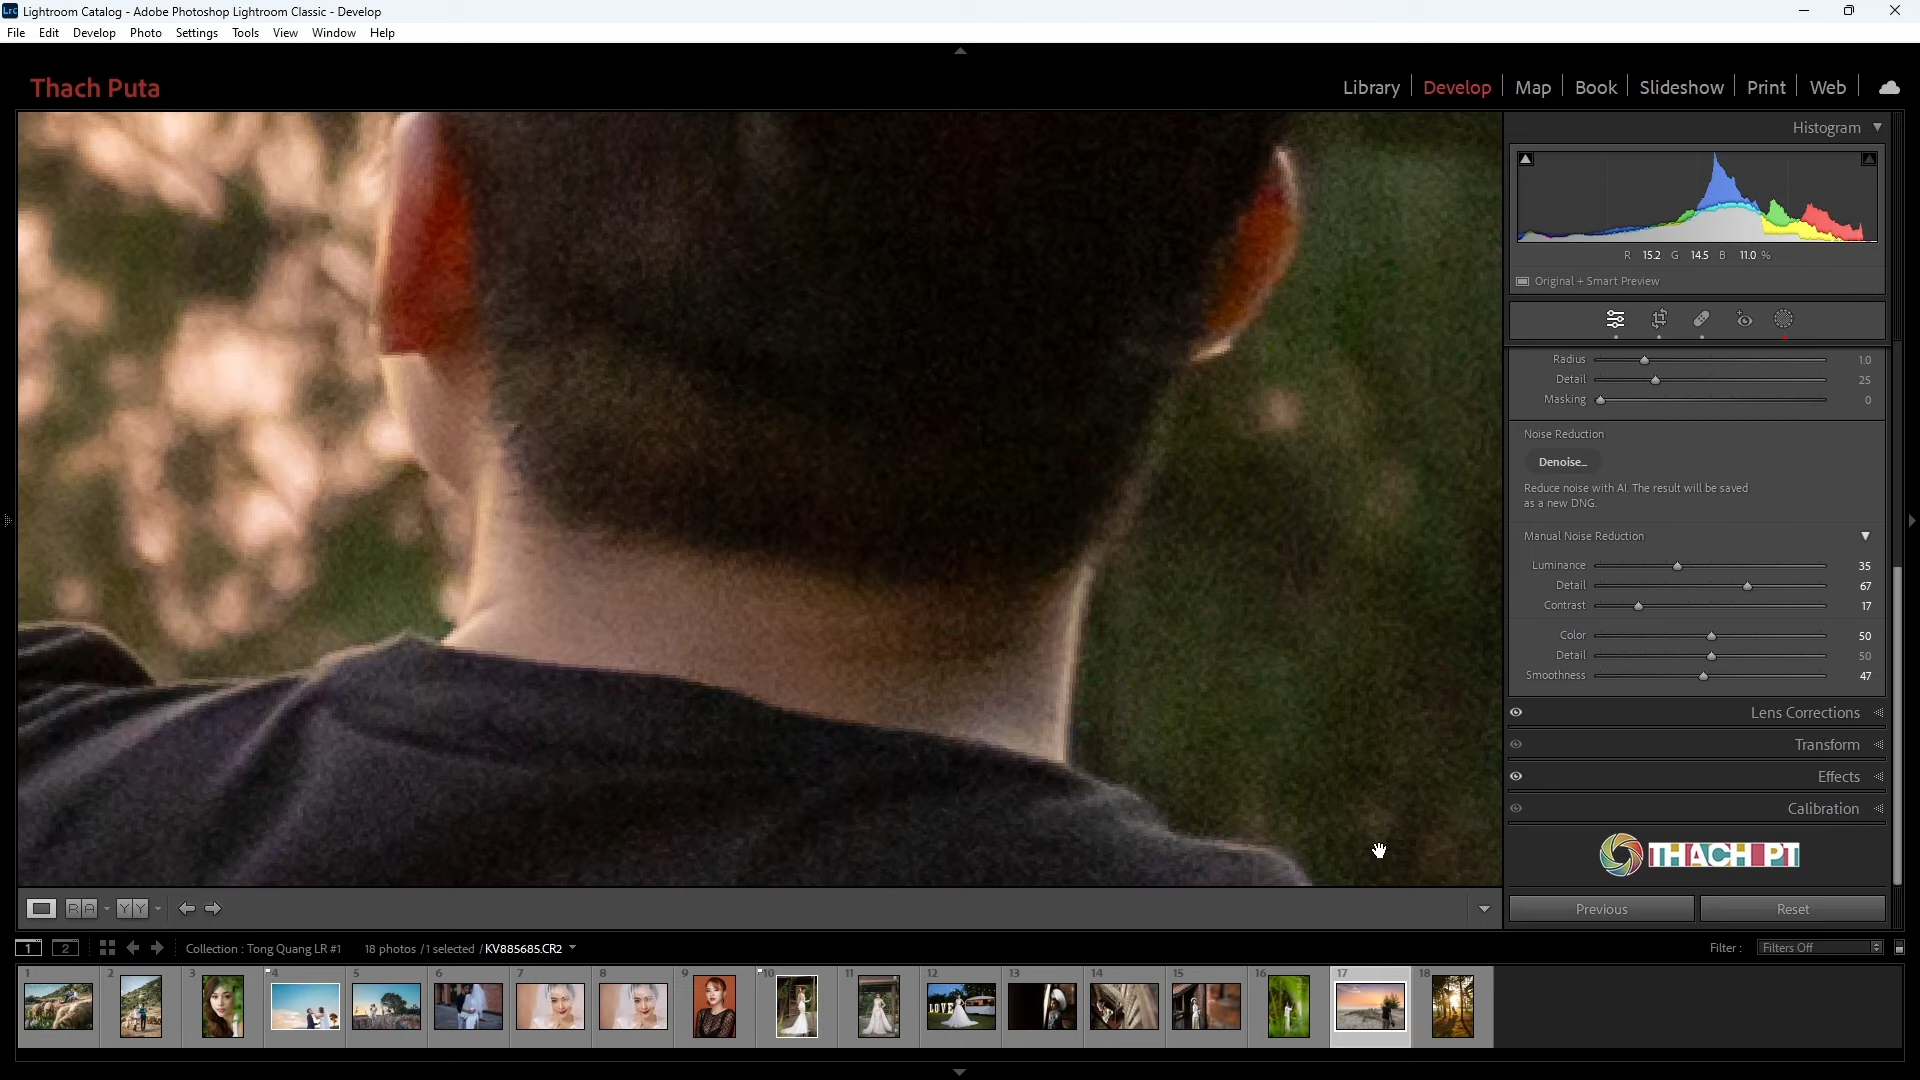 Lrc Lightroom Catalog - Adobe Photoshop Lightroom Classic - Develop
File Edit Develop Photo Settings Tools View Window Help
Thach Puta
Library Develop Map Book Slideshow Print Web
Histogram
R 15.2 G 14.5 B 11.0 %
Original + Smart Preview
Radius 1.0
Detail 25
Masking 0
Noise Reduction
Denoise...
Reduce noise with AI. The result will be saved
as a new DNG.
Manual Noise Reduction
Luminance 35
Detail 67
Contrast 17
Color 50
Detail 50
Smoothness 47
Lens Corrections
Transform
Effects
Calibration
THACH PT
R A Y Y
Previous Reset
1 2 Collection : Tong Quang LR #1 18 photos / 1 selected / KV885685.CR2 Filter : Filters Off
1 2 3 4 5 6 7 8 9 10 11 12 13 14 15 16 17 18
LOVE